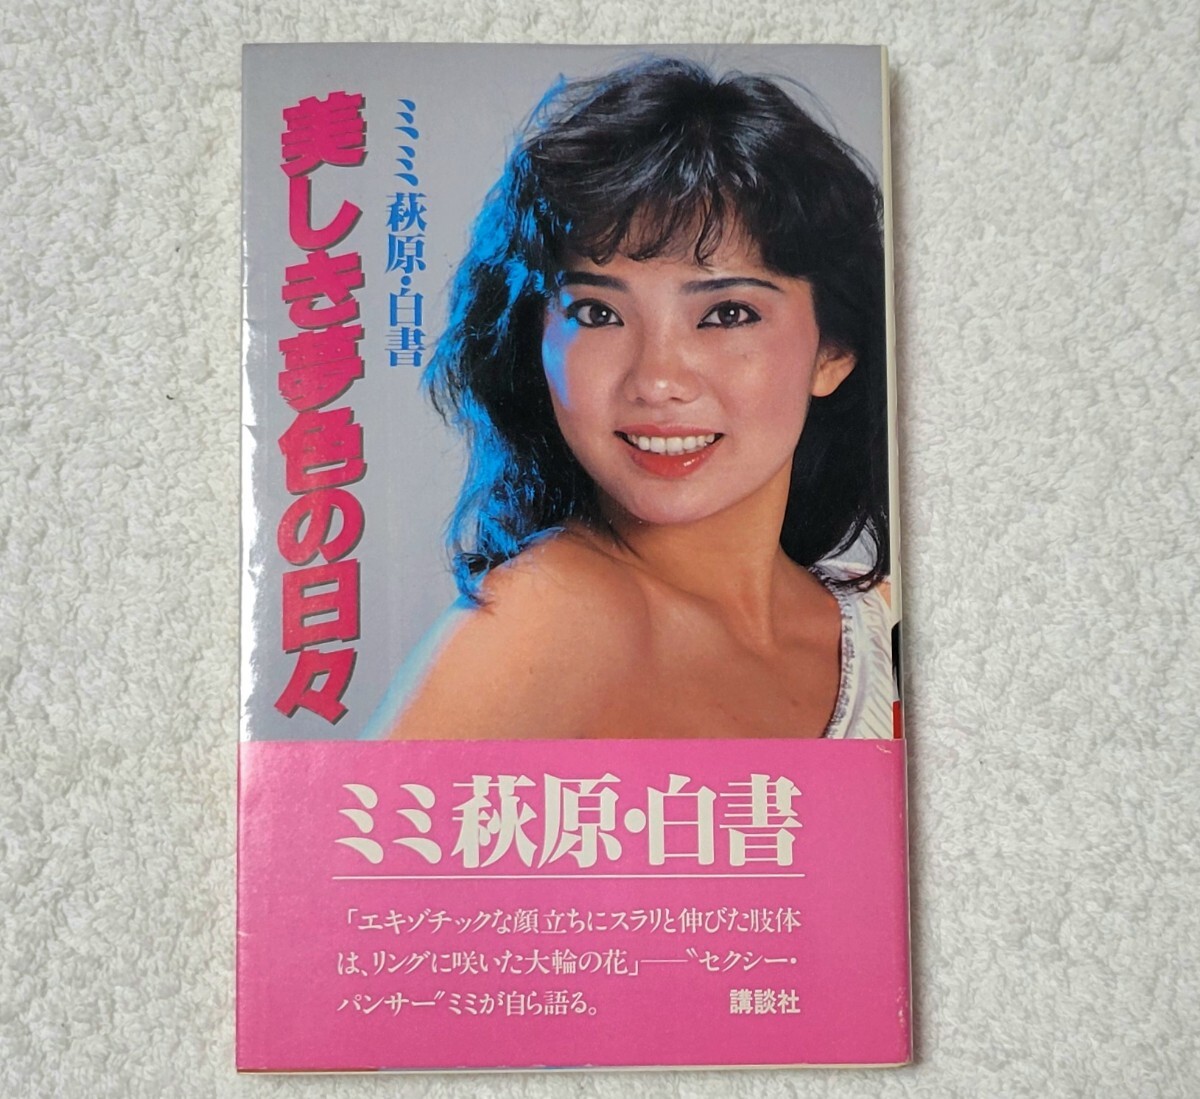 ミミ萩原・白書
美しき夢色の日々
ミミ萩原・白書
「エキゾチックな顔立ちにスラリと伸びた肢体
は、リングに咲いた大輪の花」──〝セクシー・
パンサー〟ミミが自ら語る。
講談社